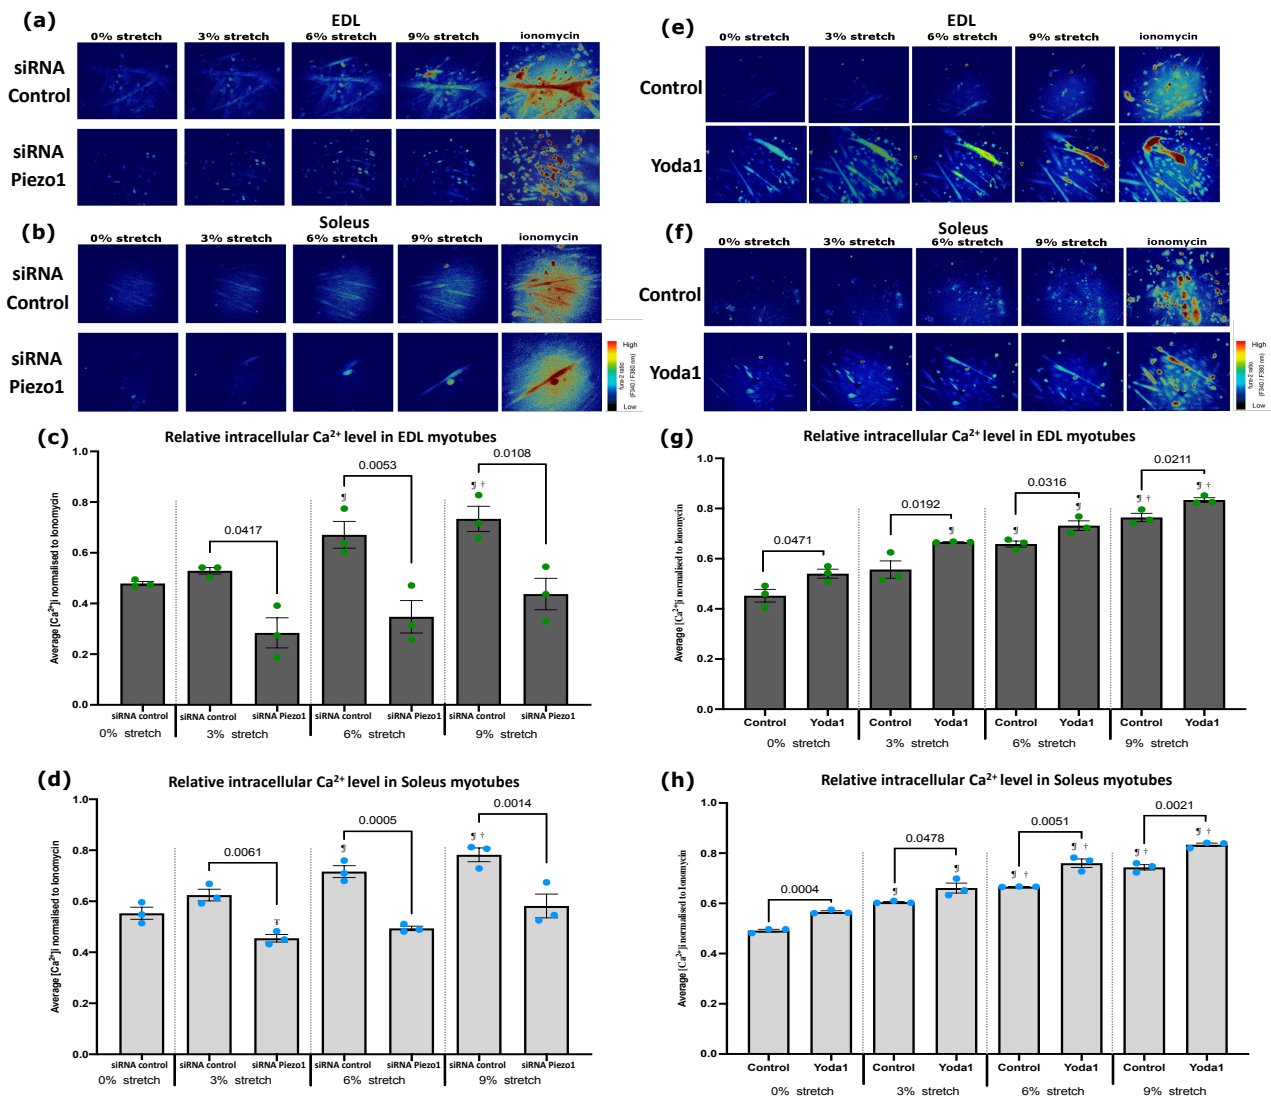 (a)
EDL
0% stretch 3% stretch 6% stretch 9% stretch ionomycin
siRNA
Control
siRNA
Piezo1
(b)
Soleus
0% stretch 3% stretch 6% stretch 9% stretch ionomycin
siRNA
Control
siRNA
Piezo1
High
fura-2 ratio
(F340 / F380 nm)
Low
(c)
Relative intracellular Ca²⁺ level in EDL myotubes
Average [Ca²⁺]i normalised to Ionomycin
1.0
0.8
0.6
0.4
0.2
0.0
0.0417
0.0053
0.0108
¶
¶ †
siRNA control siRNA control siRNA Piezo1 siRNA control siRNA Piezo1 siRNA control siRNA Piezo1
0% stretch 3% stretch 6% stretch 9% stretch
(d)
Relative intracellular Ca²⁺ level in Soleus myotubes
Average [Ca²⁺]i normalised to Ionomycin
1.0
0.8
0.6
0.4
0.2
0.0
0.0061
0.0005
0.0014
¶
¶ †
siRNA control siRNA control siRNA Piezo1 siRNA control siRNA Piezo1 siRNA control siRNA Piezo1
0% stretch 3% stretch 6% stretch 9% stretch
(e)
EDL
0% stretch 3% stretch 6% stretch 9% stretch ionomycin
Control
Yoda1
(f)
Soleus
0% stretch 3% stretch 6% stretch 9% stretch ionomycin
Control
Yoda1
High
fura-2 ratio
(F340 / F380 nm)
Low
(g)
Relative intracellular Ca²⁺ level in EDL myotubes
Average [Ca²⁺]i normalised to Ionomycin
1.0
0.8
0.6
0.4
0.2
0.0
0.0471
0.0192
0.0316
0.0211
¶
¶
¶
¶ †
¶ †
Control Yoda1 Control Yoda1 Control Yoda1 Control Yoda1
0% stretch 3% stretch 6% stretch 9% stretch
(h)
Relative intracellular Ca²⁺ level in Soleus myotubes
Average [Ca²⁺]i normalised to Ionomycin
1.0
0.8
0.6
0.4
0.2
0.0
0.0004
0.0478
0.0051
0.0021
¶
¶
¶ †
¶ †
¶ †
¶ †
Control Yoda1 Control Yoda1 Control Yoda1 Control Yoda1
0% stretch 3% stretch 6% stretch 9% stretch